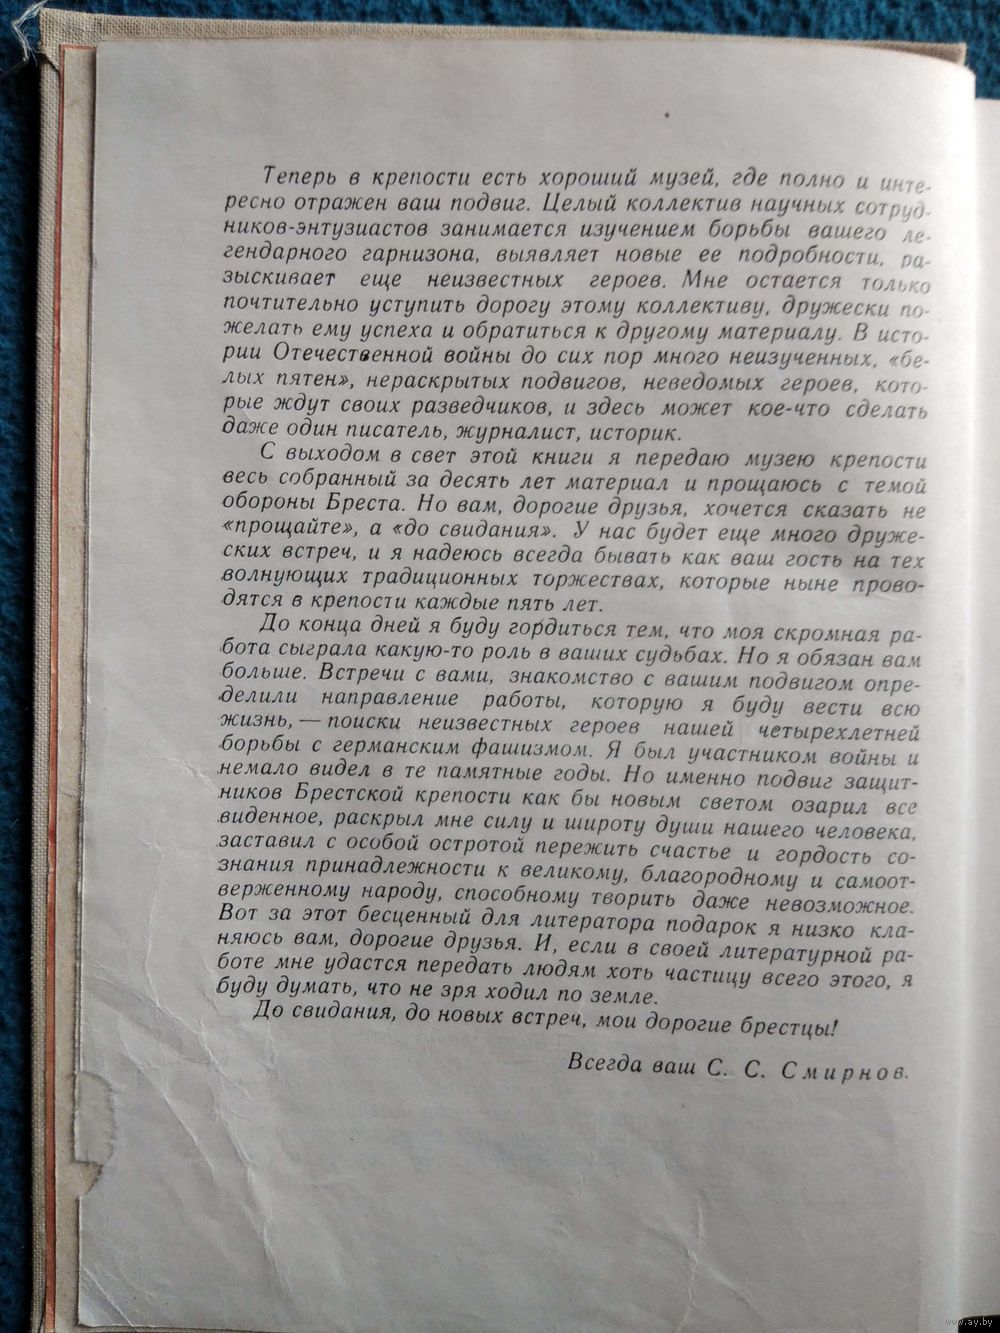 Теперь в крепости есть хороший музей, где полно и инте-
ресно отражен ваш подвиг. Целый коллектив научных сотруд-
ников-энтузиастов занимается изучением борьбы вашего ле-
гендарного гарнизона, выявляет новые ее подробности, ра-
зыскивает еще неизвестных героев. Мне остается только
почтительно уступить дорогу этому коллективу, дружески по-
желать ему успеха и обратиться к другому материалу. В исто-
рии Отечественной войны до сих пор много неизученных, «бе-
лых пятен», нераскрытых подвигов, неведомых героев, кото-
рые ждут своих разведчиков, и здесь может кое-что сделать
даже один писатель, журналист, историк.
С выходом в свет этой книги я передаю музею крепости
весь собранный за десять лет материал и прощаюсь с темой
обороны Бреста. Но вам, дорогие друзья, хочется сказать не
«прощайте», а «до свидания». У нас будет еще много друже-
ских встреч, и я надеюсь всегда бывать как ваш гость на тех
волнующих традиционных торжествах, которые ныне прово-
дятся в крепости каждые пять лет.
До конца дней я буду гордиться тем, что моя скромная ра-
бота сыграла какую-то роль в ваших судьбах. Но я обязан вам
больше. Встречи с вами, знакомство с вашим подвигом опре-
делили направление работы, которую я буду вести всю
жизнь, — поиски неизвестных героев нашей четырехлетней
борьбы с германским фашизмом. Я был участником войны и
немало видел в те памятные годы. Но именно подвиг защит-
ников Брестской крепости как бы новым светом озарил все
виденное, раскрыл мне силу и широту души нашего человека,
заставил с особой остротой пережить счастье и гордость со-
знания принадлежности к великому, благородному и самоот-
верженному народу, способному творить даже невозможное.
Вот за этот бесценный для литератора подарок я низко кла-
няюсь вам, дорогие друзья. И, если в своей литературной ра-
боте мне удастся передать людям хоть частицу всего этого, я
буду думать, что не зря ходил по земле.
До свидания, до новых встреч, мои дорогие брестцы!
Всегда ваш С. С. Смирнов.
www.ay.by